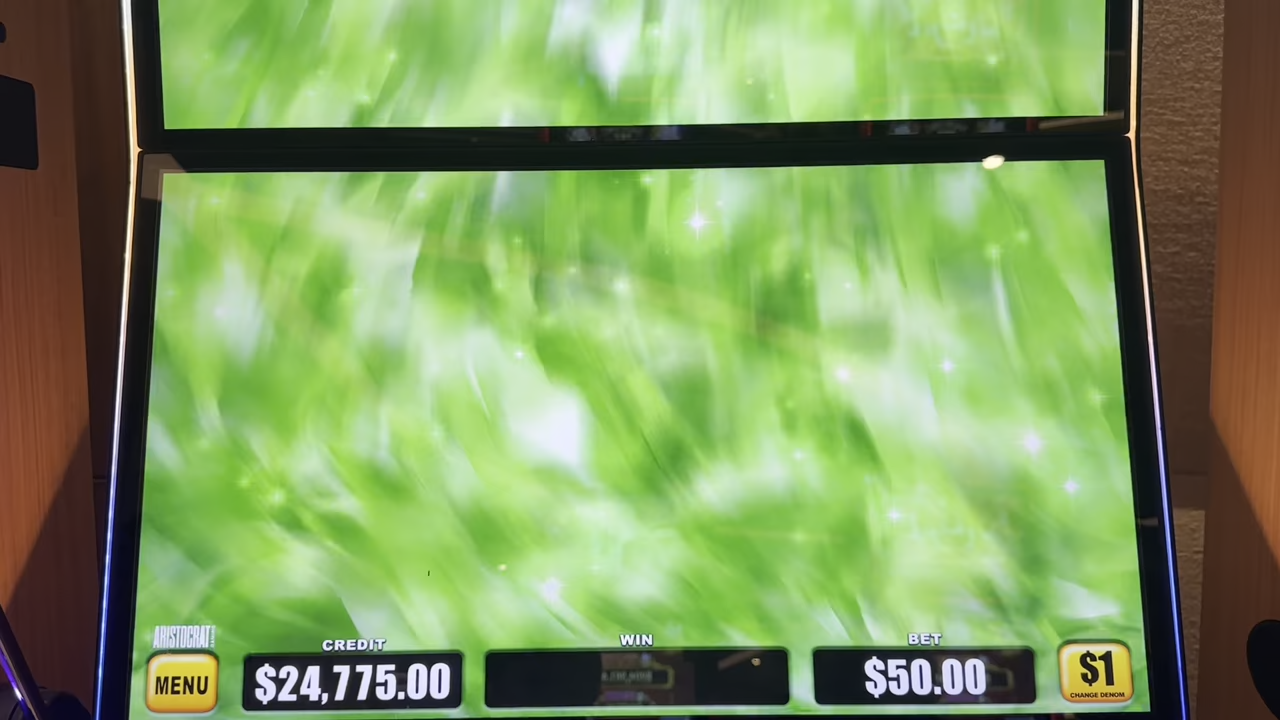 ARISTOCRAT
CREDIT
WIN
BET
MENU
$24,775.00
$50.00
$1
CHANGE DENOM